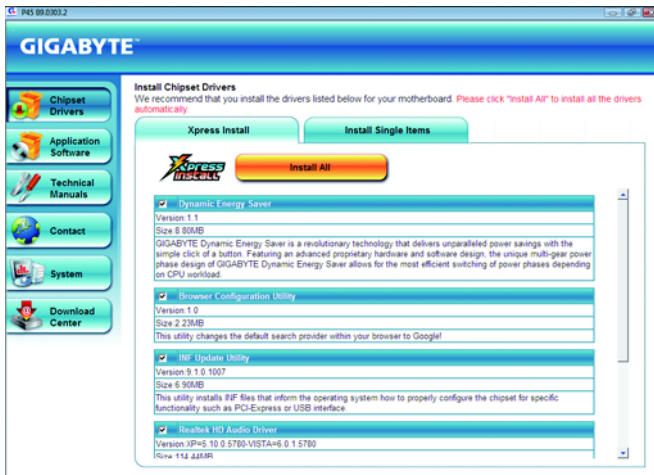 P45 B9.0303.2
GIGABYTE™
Chipset
Drivers
Application
Software
Technical
Manuals
Contact
System
Download
Center
Install Chipset Drivers
We recommend that you install the drivers listed below for your motherboard. Please click "Install All" to install all the drivers
automatically.
Xpress Install
Install Single Items
Xpress
Install
Install All
Dynamic Energy Saver
Version:1.1
Size:8.80MB
GIGABYTE Dynamic Energy Saver is a revolutionary technology that delivers unparalleled power savings with the
simple click of a button. Featuring an advanced proprietary hardware and software design, the unique multi-gear power
phase design of GIGABYTE Dynamic Energy Saver allows for the most efficient switching of power phases depending
on CPU workload.
Browser Configuration Utility
Version:1.0
Size:2.23MB
This utility changes the default search provider within your browser to Google!
INF Update Utility
Version:9.1.0.1007
Size:6.90MB
This utility installs INF files that inform the operating system how to properly configure the chipset for specific
functionality such as PCI-Express or USB interface.
Realtek HD Audio Driver
Version:XP=5.10.0.5780-VISTA=6.0.1.5780
Size:114.44MB